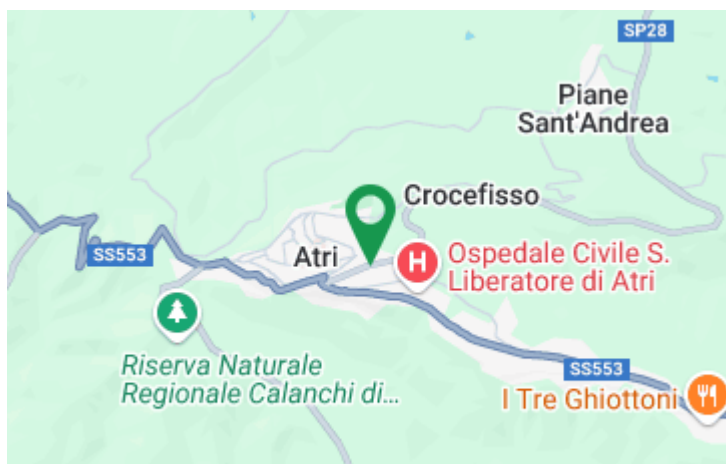 SP28
Piane
Sant'Andrea
Crocefisso
SS553
Atri
H
Ospedale Civile S.
Liberatore di Atri
Riserva Naturale
Regionale Calanchi di...
SS553
I Tre Ghiottoni